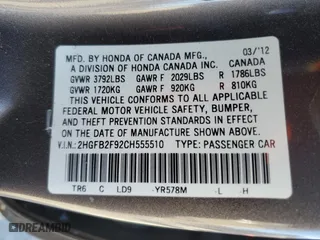 MFD. BY HONDA OF CANADA MFG., 03/'12
A DIVISION OF HONDA CANADA INC. CANADA
GVWR 3792LBS GAWR F 2029LBS R 1786LBS
GVWR 1720KG GAWR F 920KG R 810KG
THIS VEHICLE CONFORMS TO ALL APPLICABLE
FEDERAL MOTOR VEHICLE SAFETY, BUMPER,
AND THEFT PREVENTION STANDARDS IN EFFECT
ON THE DATE OF MANUFACTURE SHOWN ABOVE.
V.I.N: 2HGFB2F92CH555510 TYPE: PASSENGER CAR
TR6 C LD9 YR578M L H
© DREAMBID